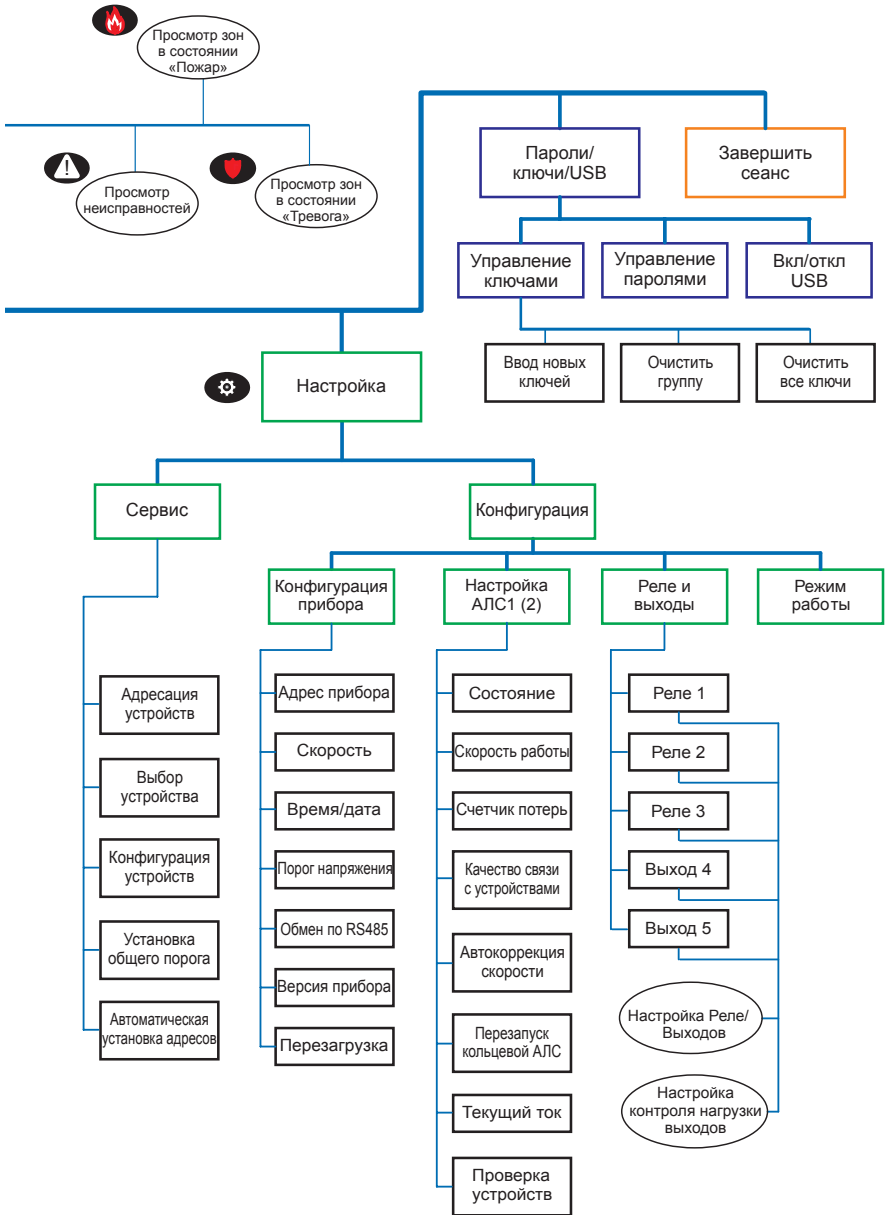 Просмотр зон
в состоянии
«Пожар»
Просмотр
неисправностей
Просмотр зон
в состоянии
«Тревога»
Пароли/
ключи/USB
Завершить
сеанс
Управление
ключами
Управление
паролями
Вкл/откл
USB
Ввод новых
ключей
Очистить
группу
Очистить
все ключи
Настройка
Сервис
Конфигурация
Конфигурация
прибора
Настройка
АЛС1 (2)
Реле и
выходы
Режим
работы
Адресация
устройств
Выбор
устройства
Конфигурация
устройств
Установка
общего порога
Автоматическая
установка адресов
Адрес прибора
Скорость
Время/дата
Порог напряжения
Обмен по RS485
Версия прибора
Перезагрузка
Состояние
Скорость работы
Счетчик потерь
Качество связи
с устройствами
Автокоррекция
скорости
Перезапуск
кольцевой АЛС
Текущий ток
Проверка
устройств
Реле 1
Реле 2
Реле 3
Выход 4
Выход 5
Настройка Реле/
Выходов
Настройка
контроля нагрузки
выходов